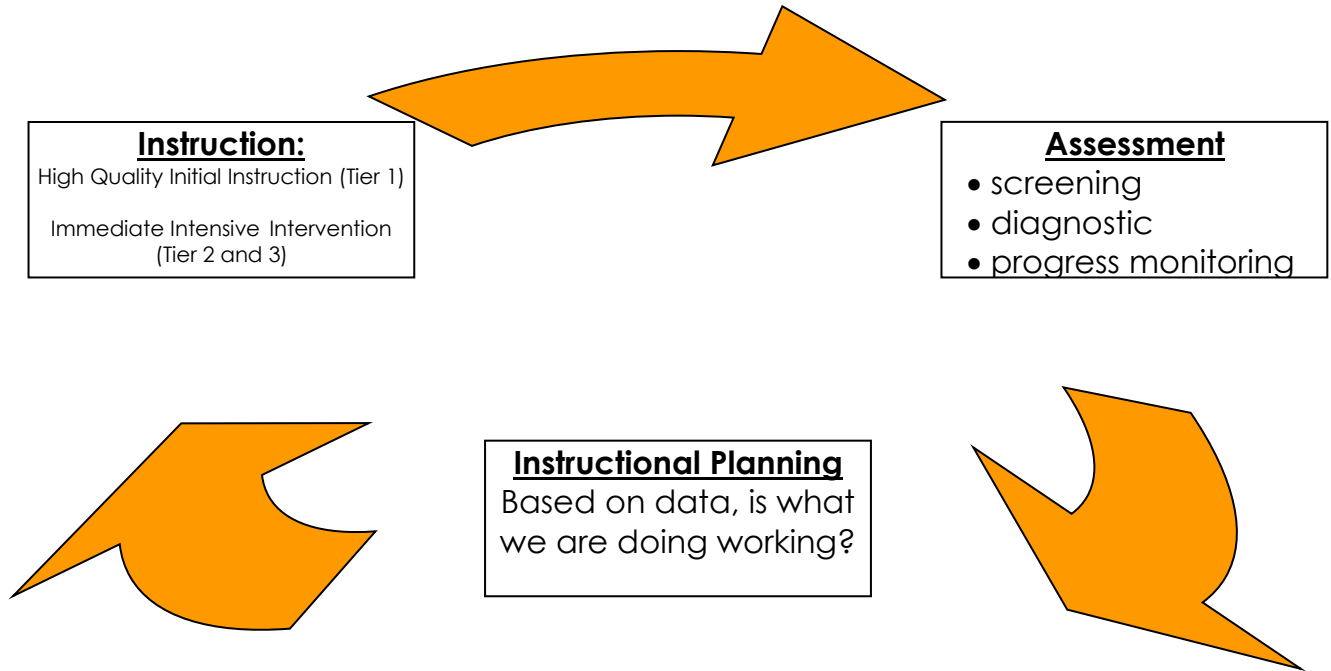 Instruction:
High Quality Initial Instruction (Tier 1)
Immediate Intensive Intervention
(Tier 2 and 3)
Assessment
• screening
• diagnostic
• progress monitoring
Instructional Planning
Based on data, is what
we are doing working?